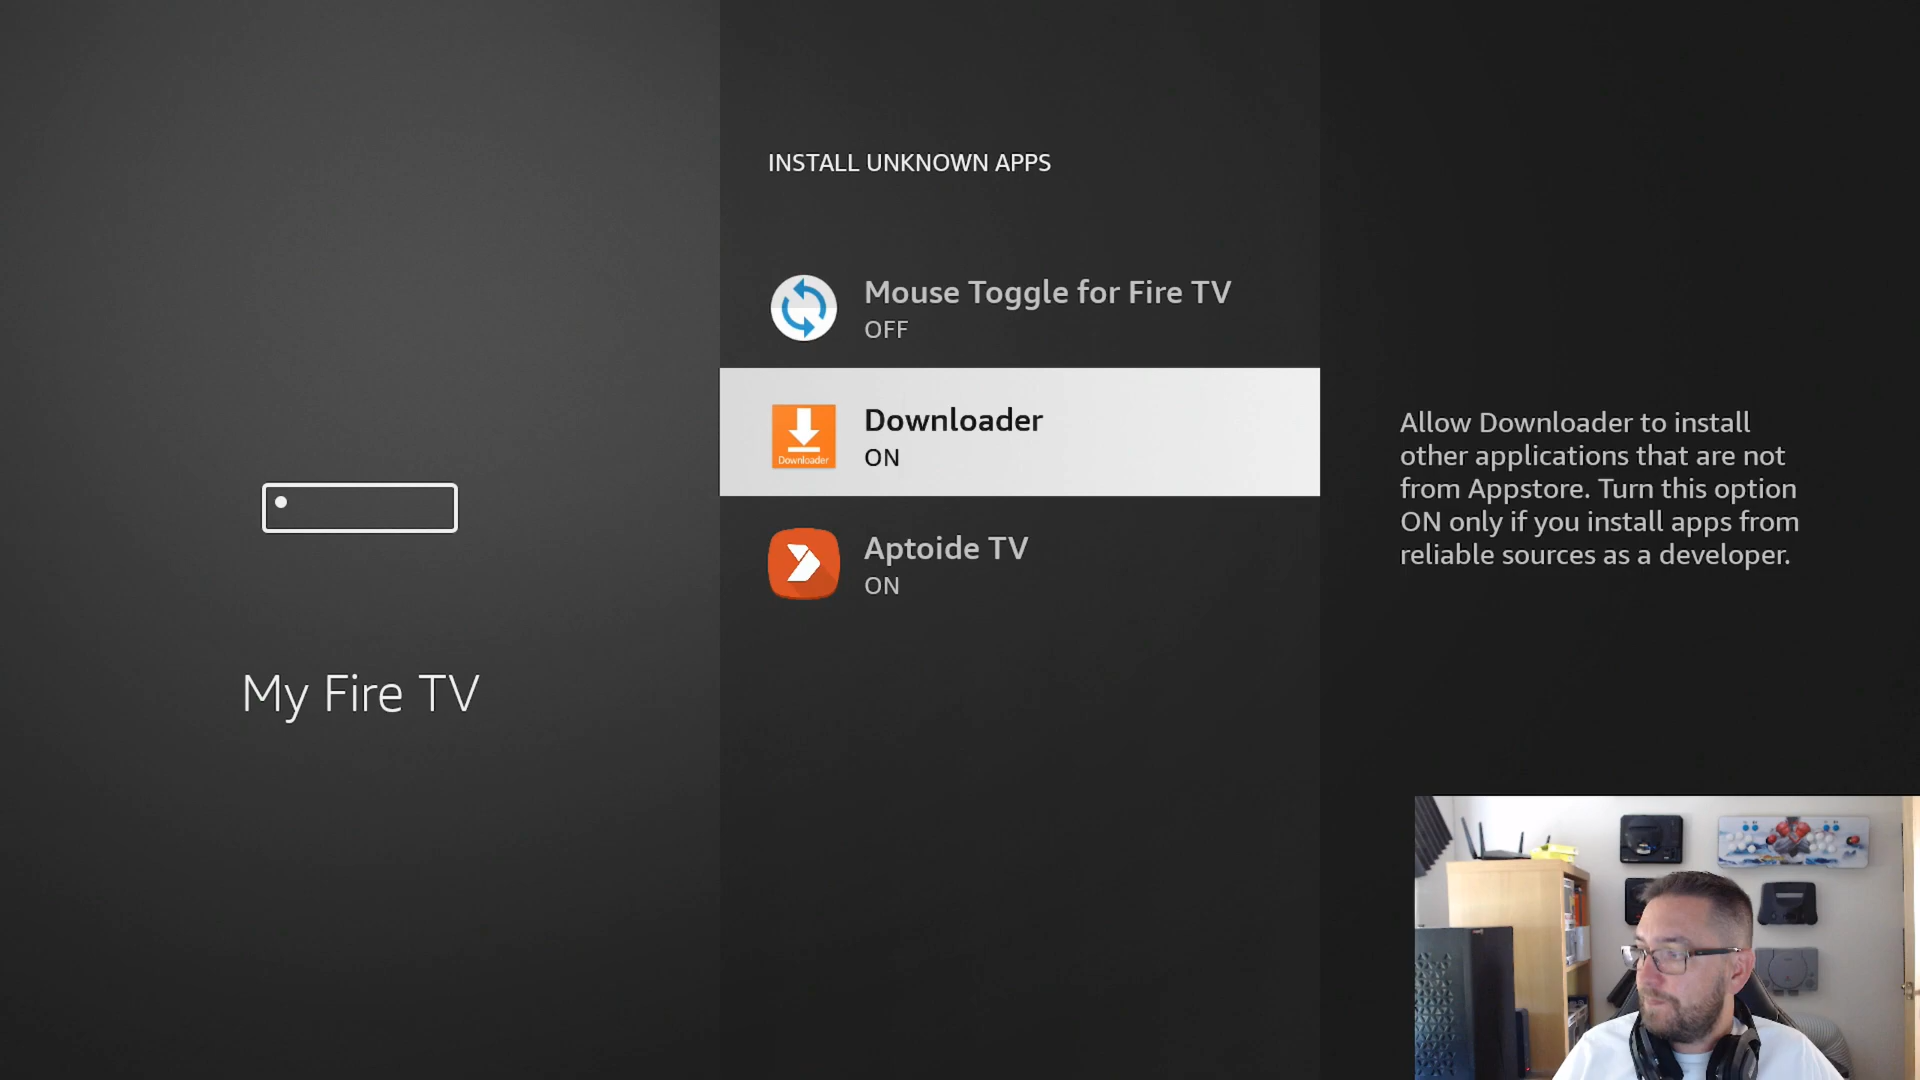 INSTALL UNKNOWN APPS
Mouse Toggle for Fire TV
OFF
Downloader
ON
Downloader
Aptoide TV
ON
My Fire TV
Allow Downloader to install
other applications that are not
from Appstore. Turn this option
ON only if you install apps from
reliable sources as a developer.